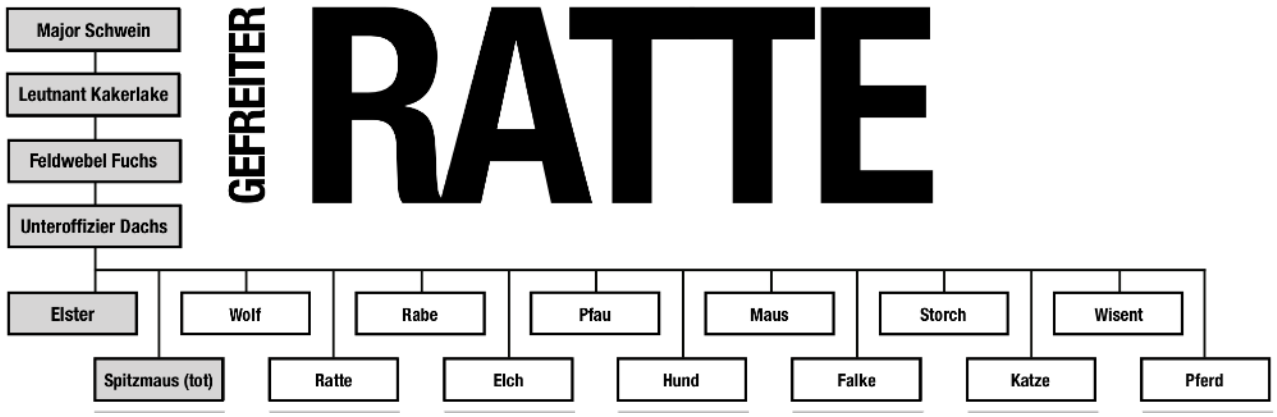 Major Schwein
Leutnant Kakerlake
Feldwebel Fuchs
Unteroffizier Dachs
GEFREITER
RATTE
Elster
Wolf
Rabe
Pfau
Maus
Storch
Wisent
Spitzmaus (tot)
Ratte
Elch
Hund
Falke
Katze
Pferd